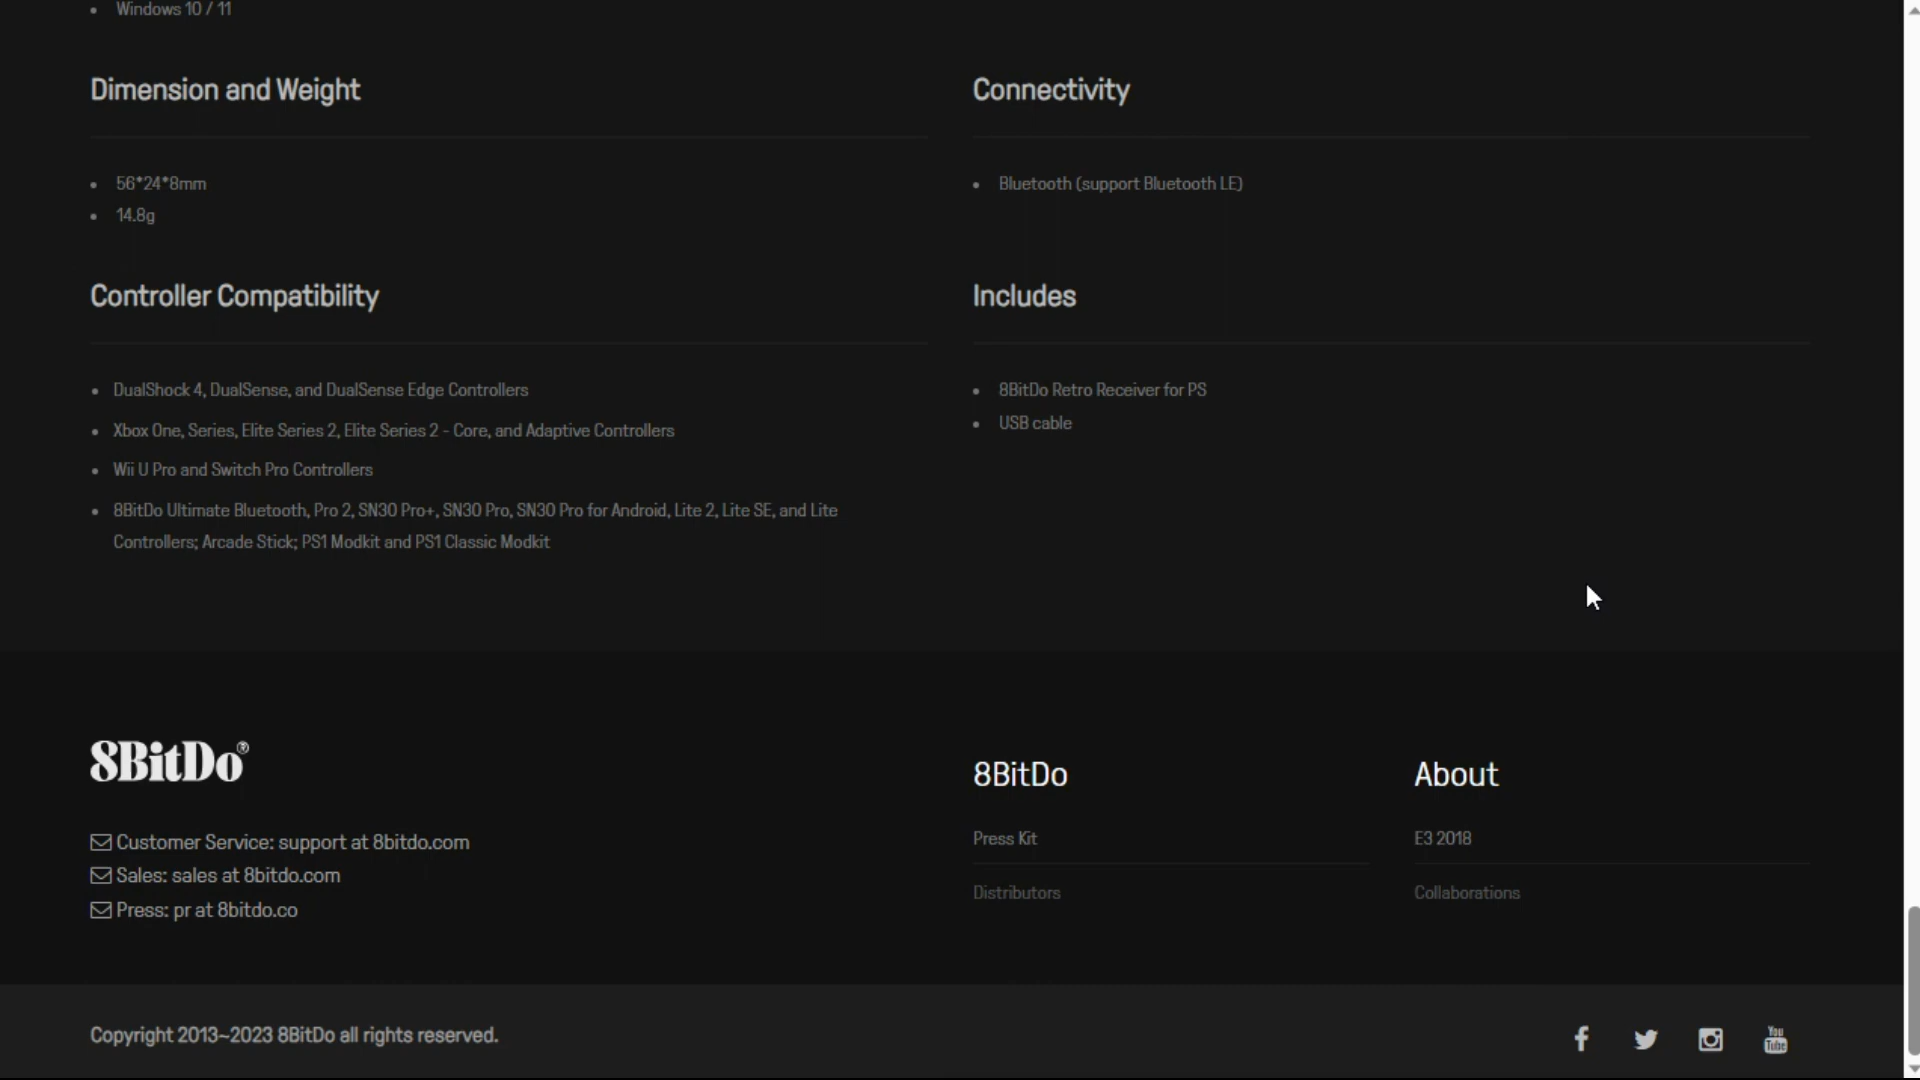 Windows 10 / 11
Dimension and Weight
56*24*8mm
14.8g
Connectivity
Bluetooth (support Bluetooth LE)
Controller Compatibility
DualShock 4, DualSense, and DualSense Edge Controllers
Xbox One, Series, Elite Series 2, Elite Series 2 - Core, and Adaptive Controllers
Wii U Pro and Switch Pro Controllers
8BitDo Ultimate Bluetooth, Pro 2, SN30 Pro+, SN30 Pro, SN30 Pro for Android, Lite 2, Lite SE, and Lite
Controllers; Arcade Stick; PS1 Modkit and PS1 Classic Modkit
Includes
8BitDo Retro Receiver for PS
USB cable
8BitDo®
Customer Service: support at 8bitdo.com
Sales: sales at 8bitdo.com
Press: pr at 8bitdo.co
8BitDo
Press Kit
Distributors
About
E3 2018
Collaborations
Copyright 2013~2023 8BitDo all rights reserved.
You
Tube